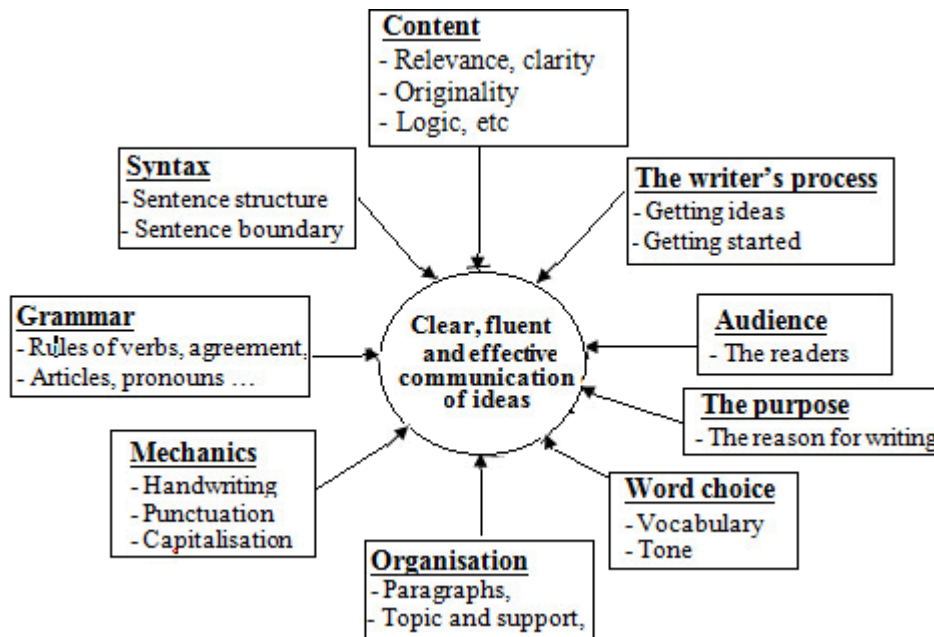 Content
- Relevance, clarity
- Originality
- Logic, etc
Syntax
- Sentence structure
- Sentence boundary
The writer's process
- Getting ideas
- Getting started
Grammar
- Rules of verbs, agreement,
- Articles, pronouns ...
Clear, fluent
and effective
communication
of ideas
Audience
- The readers
The purpose
- The reason for writing
Mechanics
- Handwriting
- Punctuation
- Capitalisation
Word choice
- Vocabulary
- Tone
Organisation
- Paragraphs,
- Topic and support,